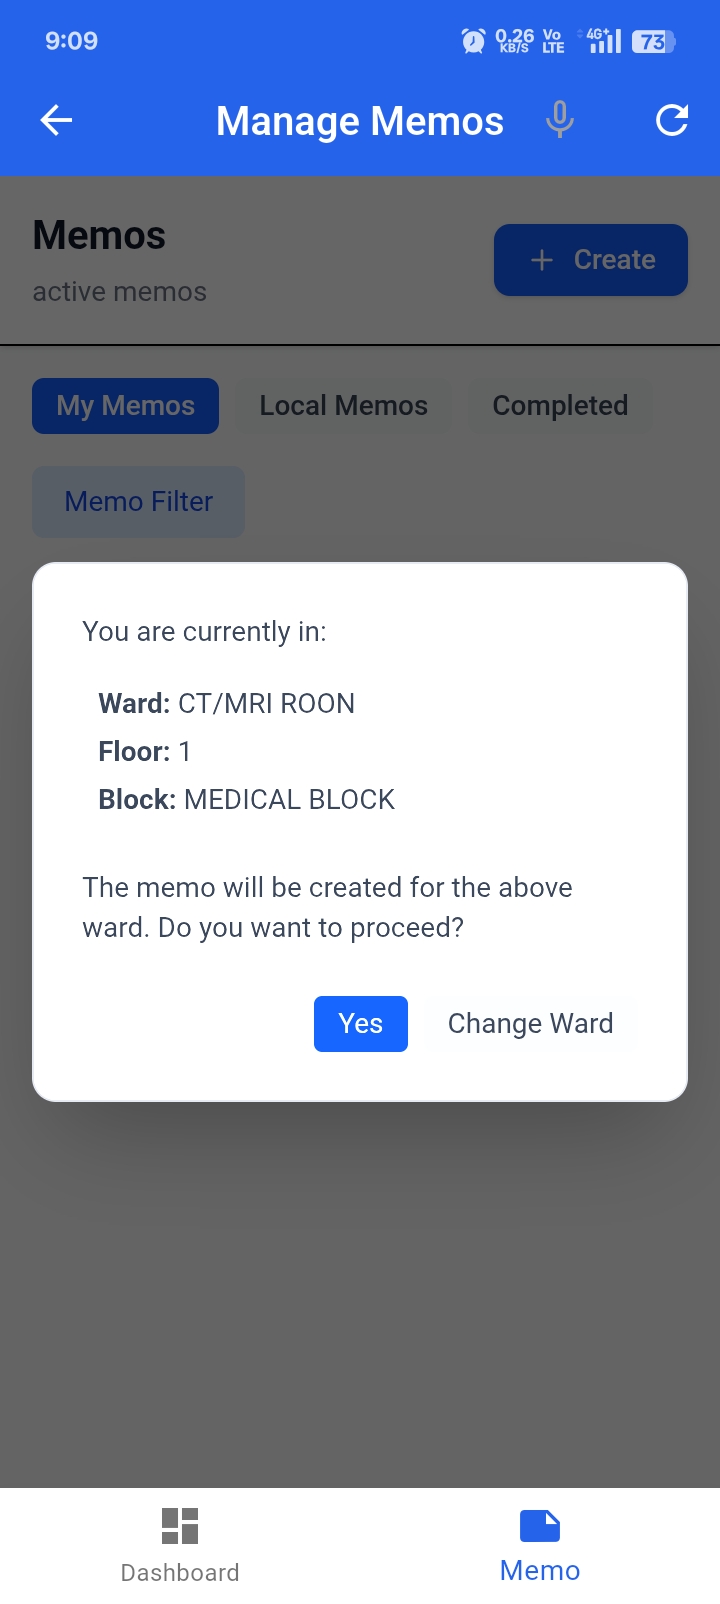 9:09
0.26 KB/S
Vo LTE
4G+
73
Manage Memos
Memos
active memos
+ Create
My Memos
Local Memos
Completed
Memo Filter
You are currently in:
Ward: CT/MRI ROON
Floor: 1
Block: MEDICAL BLOCK
The memo will be created for the above
ward. Do you want to proceed?
Yes
Change Ward
Dashboard
Memo